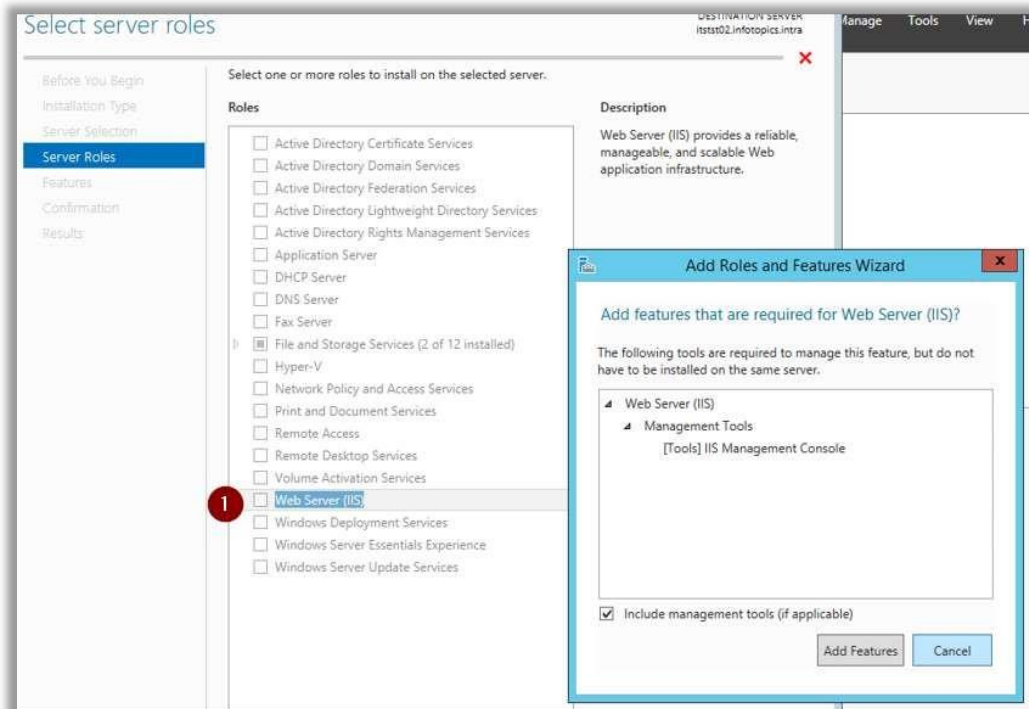 Select server roles
DESTINATION SERVER
itstst02.infotopics.intra
Manage Tools View
Before You Begin
Installation Type
Server Selection
Server Roles
Features
Confirmation
Results
Select one or more roles to install on the selected server.
Roles
Active Directory Certificate Services
Active Directory Domain Services
Active Directory Federation Services
Active Directory Lightweight Directory Services
Active Directory Rights Management Services
Application Server
DHCP Server
DNS Server
Fax Server
File and Storage Services (2 of 12 installed)
Hyper-V
Network Policy and Access Services
Print and Document Services
Remote Access
Remote Desktop Services
Volume Activation Services
1
Web Server (IIS)
Windows Deployment Services
Windows Server Essentials Experience
Windows Server Update Services
Description
Web Server (IIS) provides a reliable,
manageable, and scalable Web
application infrastructure.
Add Roles and Features Wizard
x
Add features that are required for Web Server (IIS)?
The following tools are required to manage this feature, but do not
have to be installed on the same server.
Web Server (IIS)
Management Tools
[Tools] IIS Management Console
Include management tools (if applicable)
Add Features
Cancel